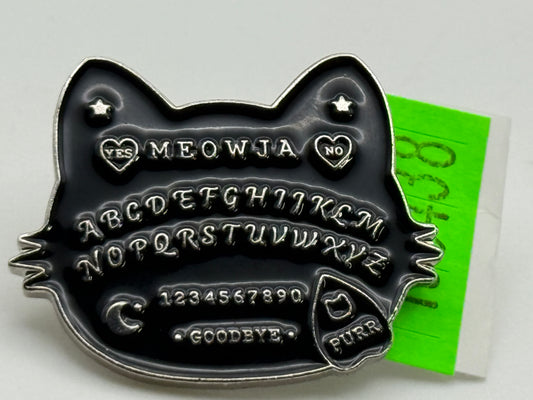 YES MEOWJA NO
ABCDEFGHIJKLM
NOPQRSTUVWXYZ
1234567890
•GOODBYE•
PURR